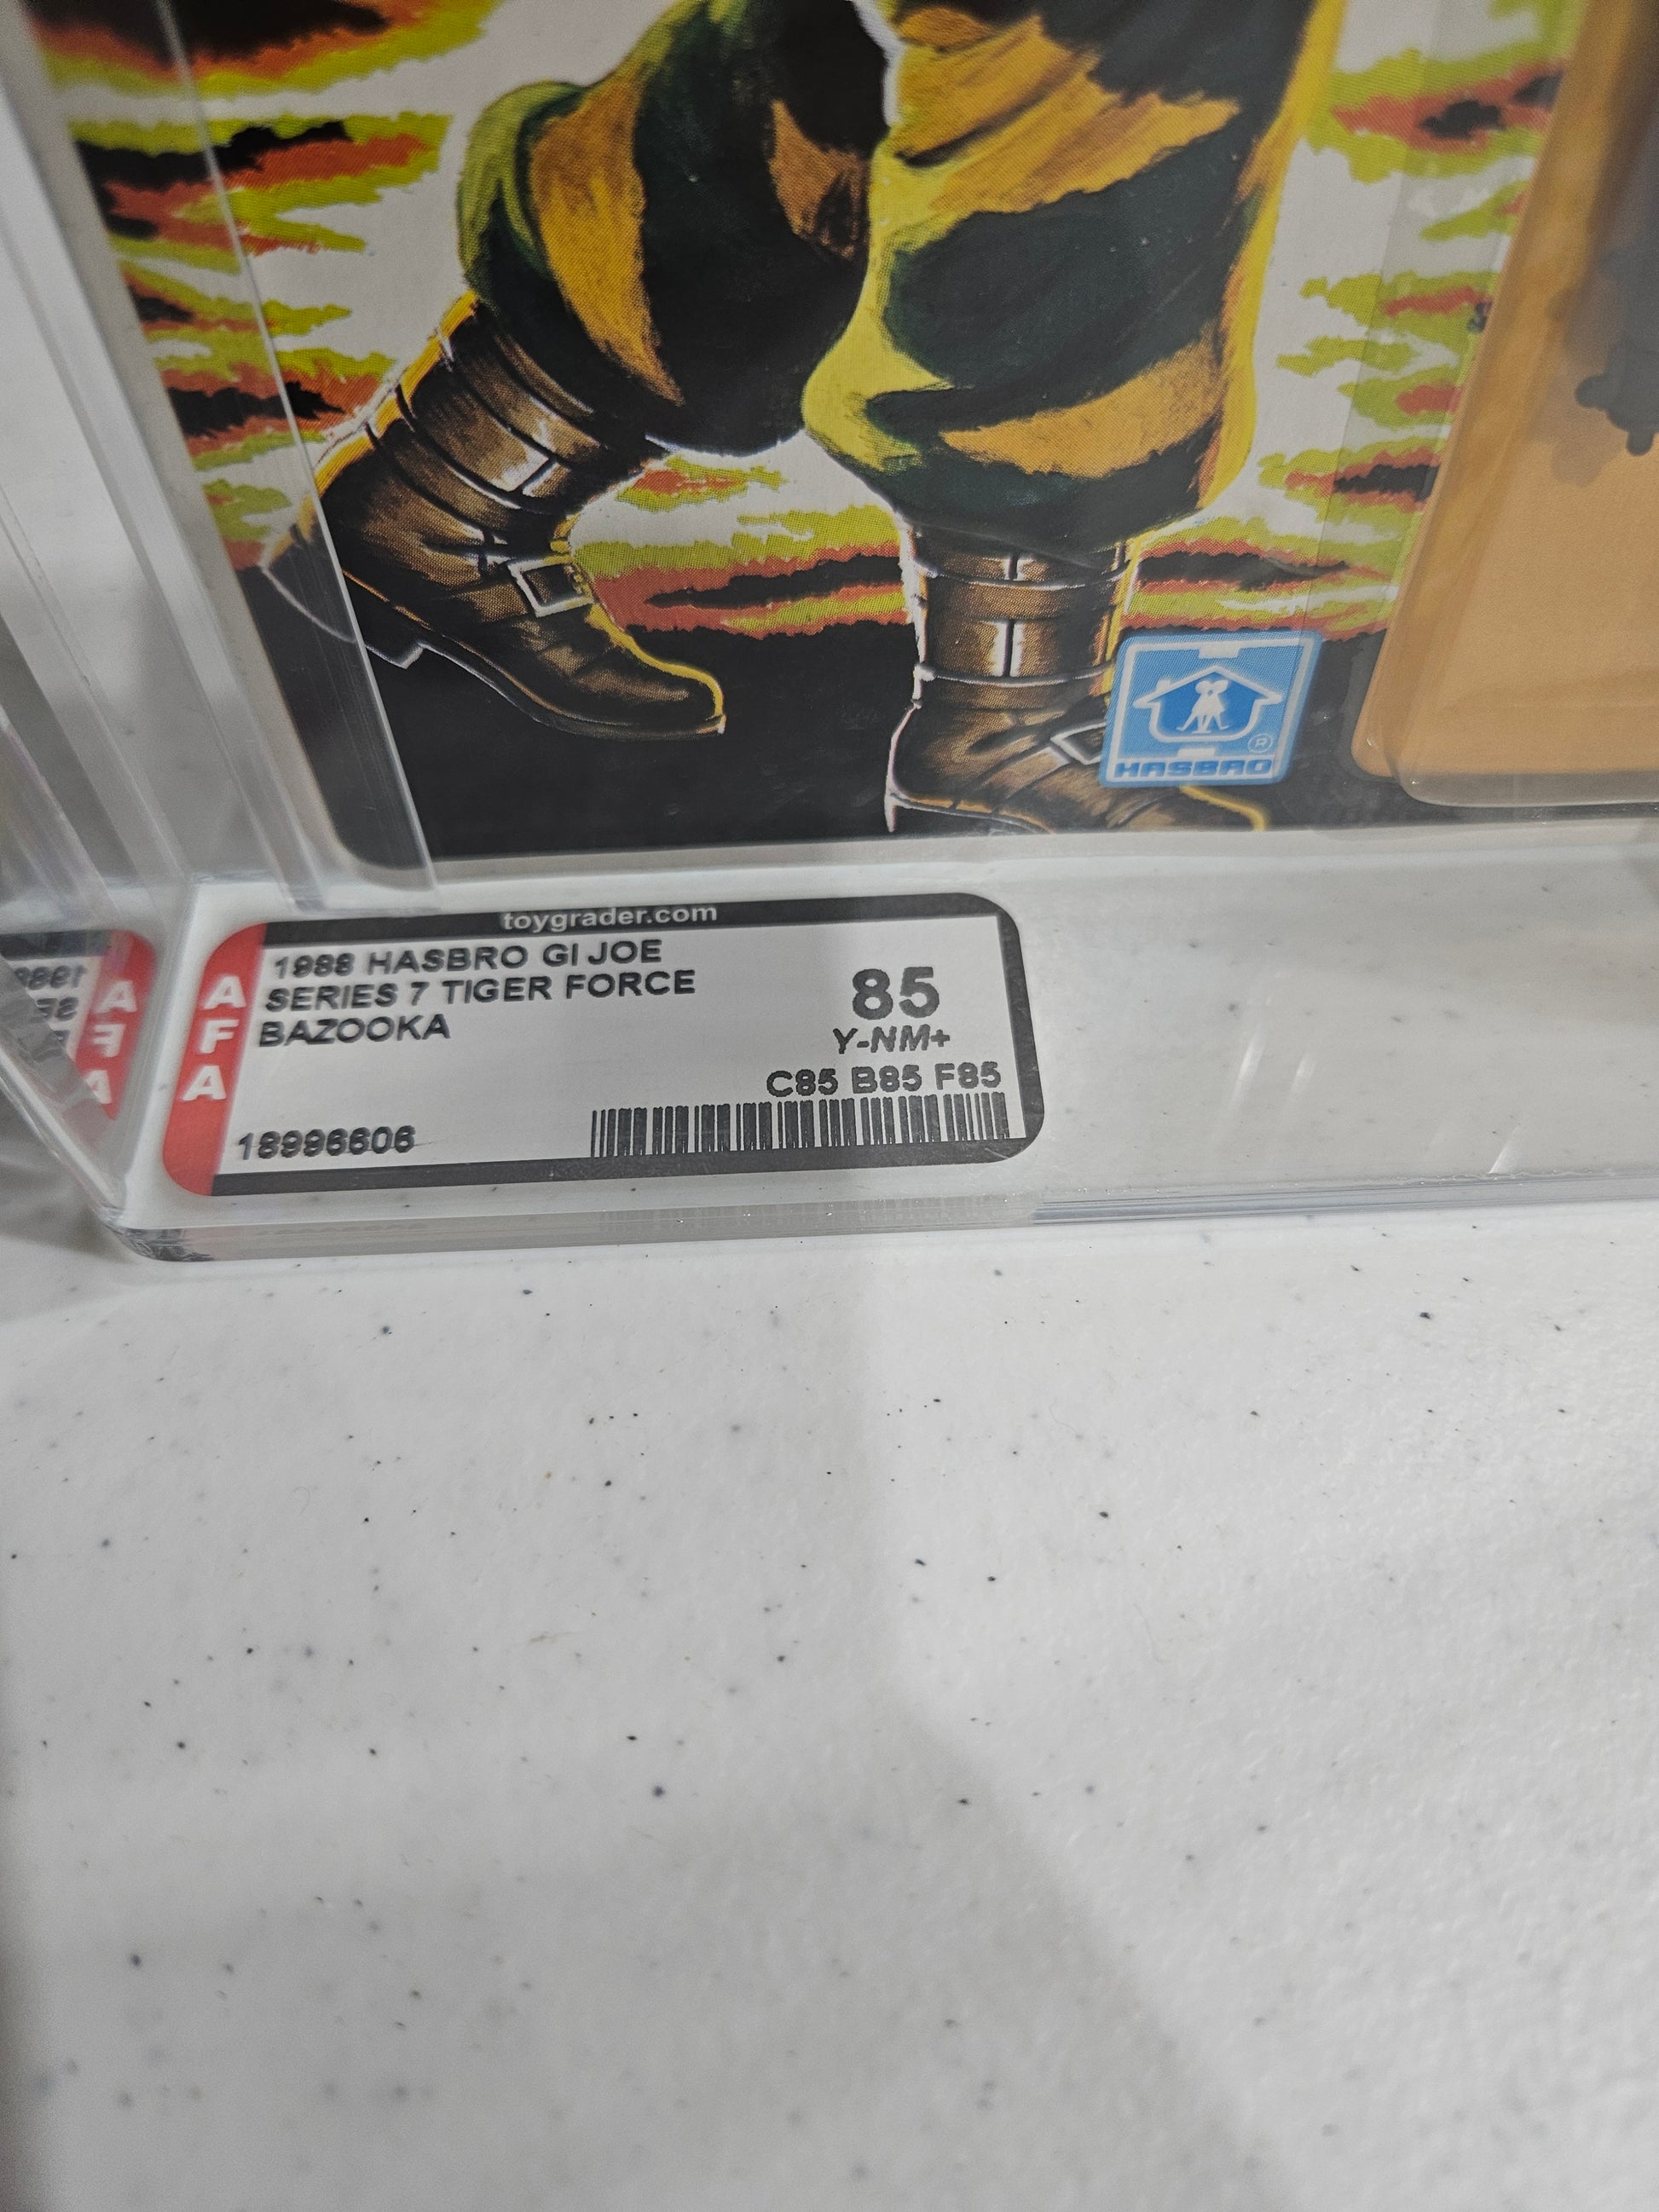 HASBRO
®
toygrader.com
AFA
1988 HASBRO GI JOE
SERIES 7 TIGER FORCE
BAZOOKA
85
Y-NM+
C85 B85 F85
18996606